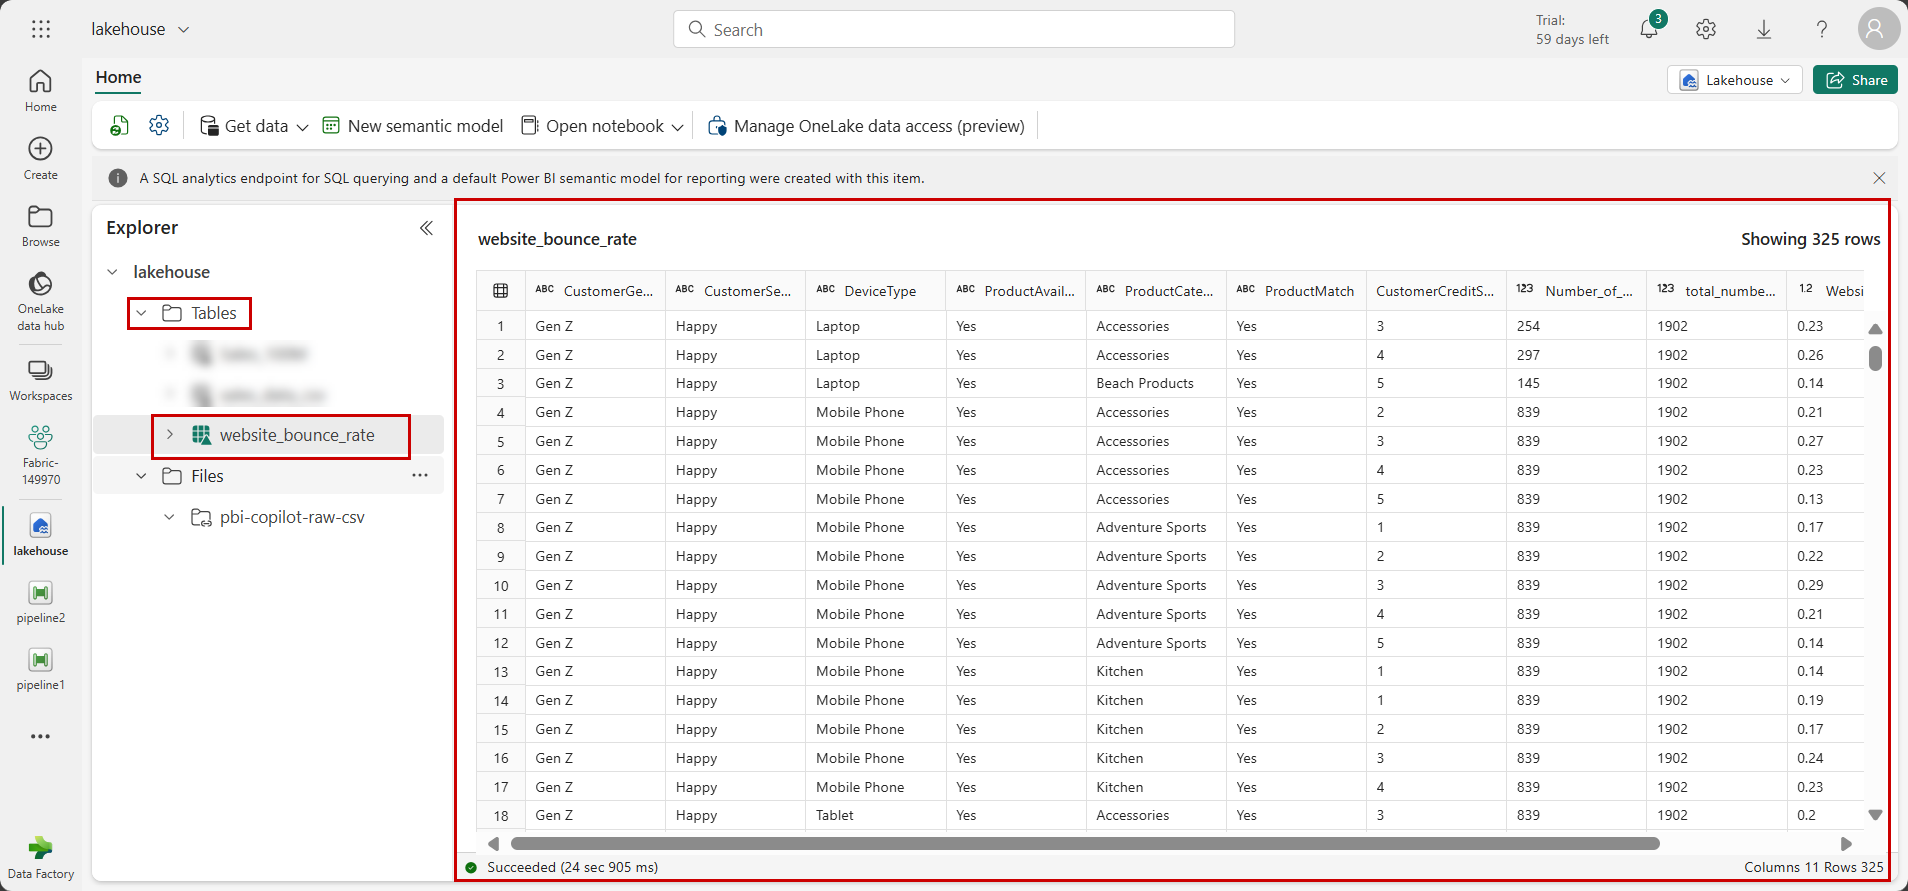 lakehouse
Search
Trial:
59 days left
3
Home
Lakehouse
Share
Get data
New semantic model
Open notebook
Manage OneLake data access (preview)
A SQL analytics endpoint for SQL querying and a default Power BI semantic model for reporting were created with this item.
Home
Create
Browse
OneLake
data hub
Workspaces
Fabric-
149970
lakehouse
pipeline2
pipeline1
Data Factory
Explorer
lakehouse
Tables
website_bounce_rate
Files
pbi-copilot-raw-csv
website_bounce_rate
Showing 325 rows
ABC CustomerGe... ABC CustomerSe... ABC DeviceType ABC ProductAvail... ABC ProductCate... ABC ProductMatch CustomerCreditS... 123 Number_of_... 123 total_numbe... 1.2 Websi
1 Gen Z Happy Laptop Yes Accessories Yes 3 254 1902 0.23
2 Gen Z Happy Laptop Yes Accessories Yes 4 297 1902 0.26
3 Gen Z Happy Laptop Yes Beach Products Yes 5 145 1902 0.14
4 Gen Z Happy Mobile Phone Yes Accessories Yes 2 839 1902 0.21
5 Gen Z Happy Mobile Phone Yes Accessories Yes 3 839 1902 0.27
6 Gen Z Happy Mobile Phone Yes Accessories Yes 4 839 1902 0.23
7 Gen Z Happy Mobile Phone Yes Accessories Yes 5 839 1902 0.13
8 Gen Z Happy Mobile Phone Yes Adventure Sports Yes 1 839 1902 0.17
9 Gen Z Happy Mobile Phone Yes Adventure Sports Yes 2 839 1902 0.22
10 Gen Z Happy Mobile Phone Yes Adventure Sports Yes 3 839 1902 0.29
11 Gen Z Happy Mobile Phone Yes Adventure Sports Yes 4 839 1902 0.21
12 Gen Z Happy Mobile Phone Yes Adventure Sports Yes 5 839 1902 0.14
13 Gen Z Happy Mobile Phone Yes Kitchen Yes 1 839 1902 0.14
14 Gen Z Happy Mobile Phone Yes Kitchen Yes 1 839 1902 0.19
15 Gen Z Happy Mobile Phone Yes Kitchen Yes 2 839 1902 0.17
16 Gen Z Happy Mobile Phone Yes Kitchen Yes 3 839 1902 0.24
17 Gen Z Happy Mobile Phone Yes Kitchen Yes 4 839 1902 0.23
18 Gen Z Happy Tablet Yes Accessories Yes 3 839 1902 0.2
Succeeded (24 sec 905 ms)
Columns 11 Rows 325